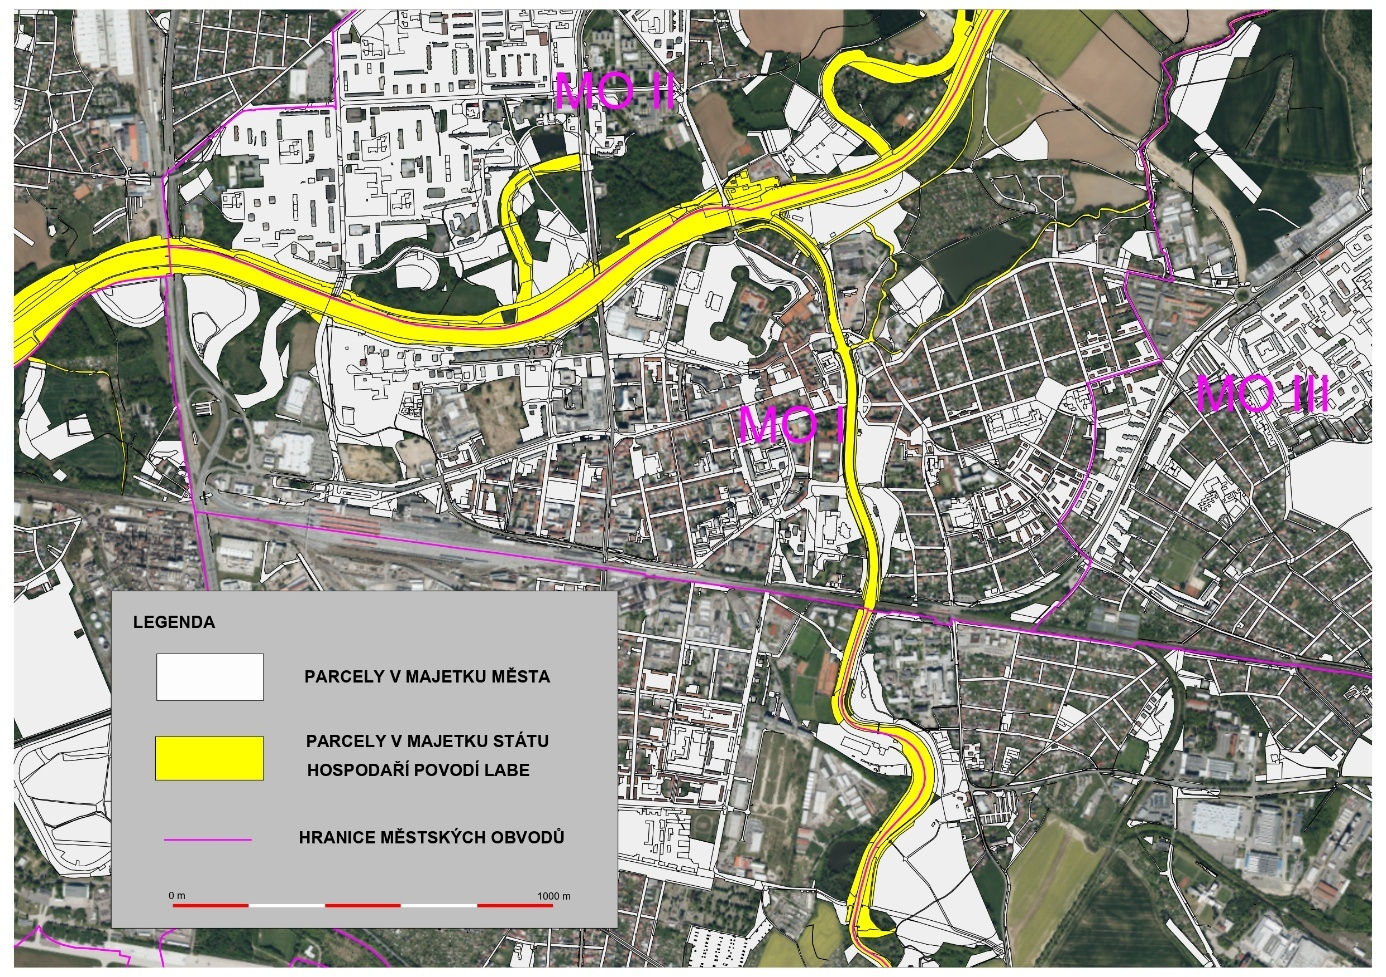 MO II
MO III
MO I
LEGENDA
PARCELY V MAJETKU MĚSTA
PARCELY V MAJETKU STÁTU
HOSPODAŘÍ POVODÍ LABE
HRANICE MĚSTSKÝCH OBVODŮ
0 m 1000 m